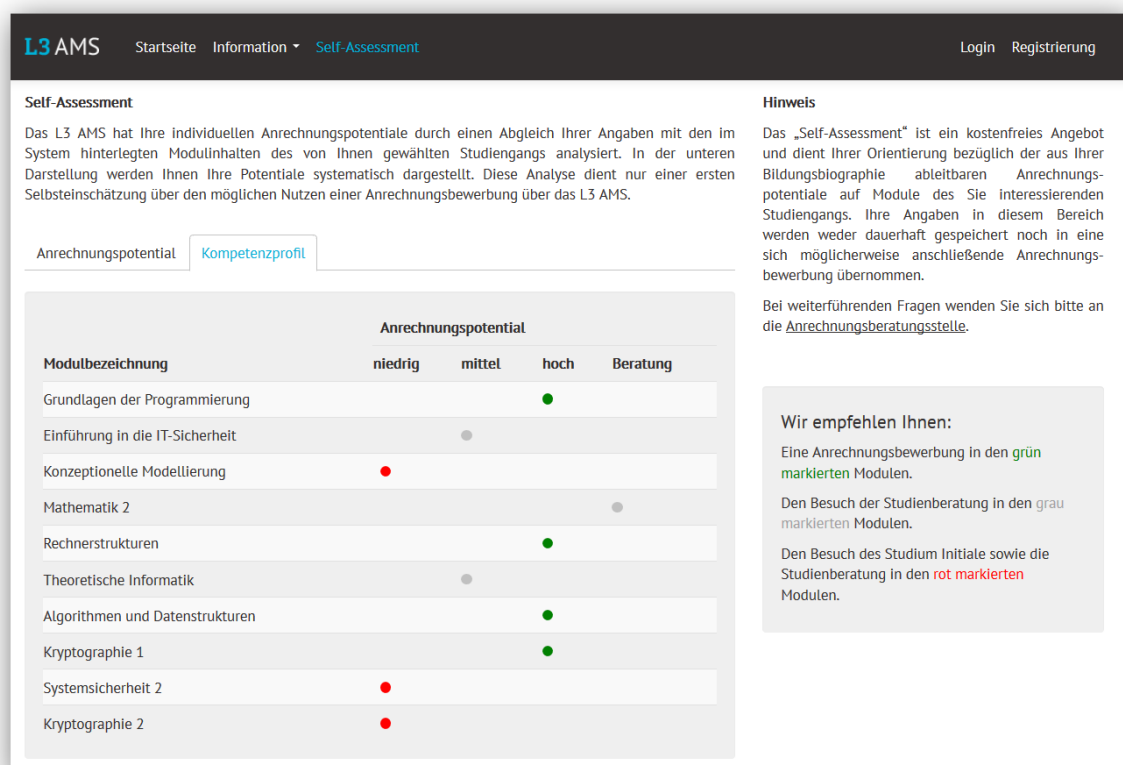 L3 AMS Startseite Information Self-Assessment Login Registrierung
Self-Assessment
Das L3 AMS hat Ihre individuellen Anrechnungspotentiale durch einen Abgleich Ihrer Angaben mit den im
System hinterlegten Modulinhalten des von Ihnen gewählten Studiengangs analysiert. In der unteren
Darstellung werden Ihnen Ihre Potentiale systematisch dargestellt. Diese Analyse dient nur einer ersten
Selbsteinschätzung über den möglichen Nutzen einer Anrechnungsbewerbung über das L3 AMS.
Anrechnungspotential Kompetenzprofil
Anrechnungspotential
Modulbezeichnung niedrig mittel hoch Beratung
Grundlagen der Programmierung
Einführung in die IT-Sicherheit
Konzeptionelle Modellierung
Mathematik 2
Rechnerstrukturen
Theoretische Informatik
Algorithmen und Datenstrukturen
Kryptographie 1
Systemsicherheit 2
Kryptographie 2
Hinweis
Das „Self-Assessment“ ist ein kostenfreies Angebot
und dient Ihrer Orientierung bezüglich der aus Ihrer
Bildungsbiographie ableitbaren Anrechnungs-
potentiale auf Module des Sie interessierenden
Studiengangs. Ihre Angaben in diesem Bereich
werden weder dauerhaft gespeichert noch in eine
sich möglicherweise anschließende Anrechnungs-
bewerbung übernommen.
Bei weiterführenden Fragen wenden Sie sich bitte an
die Anrechnungsberatungsstelle.
Wir empfehlen Ihnen:
Eine Anrechnungsbewerbung in den grün
markierten Modulen.
Den Besuch der Studienberatung in den grau
markierten Modulen.
Den Besuch des Studium Initiale sowie die
Studienberatung in den rot markierten
Modulen.